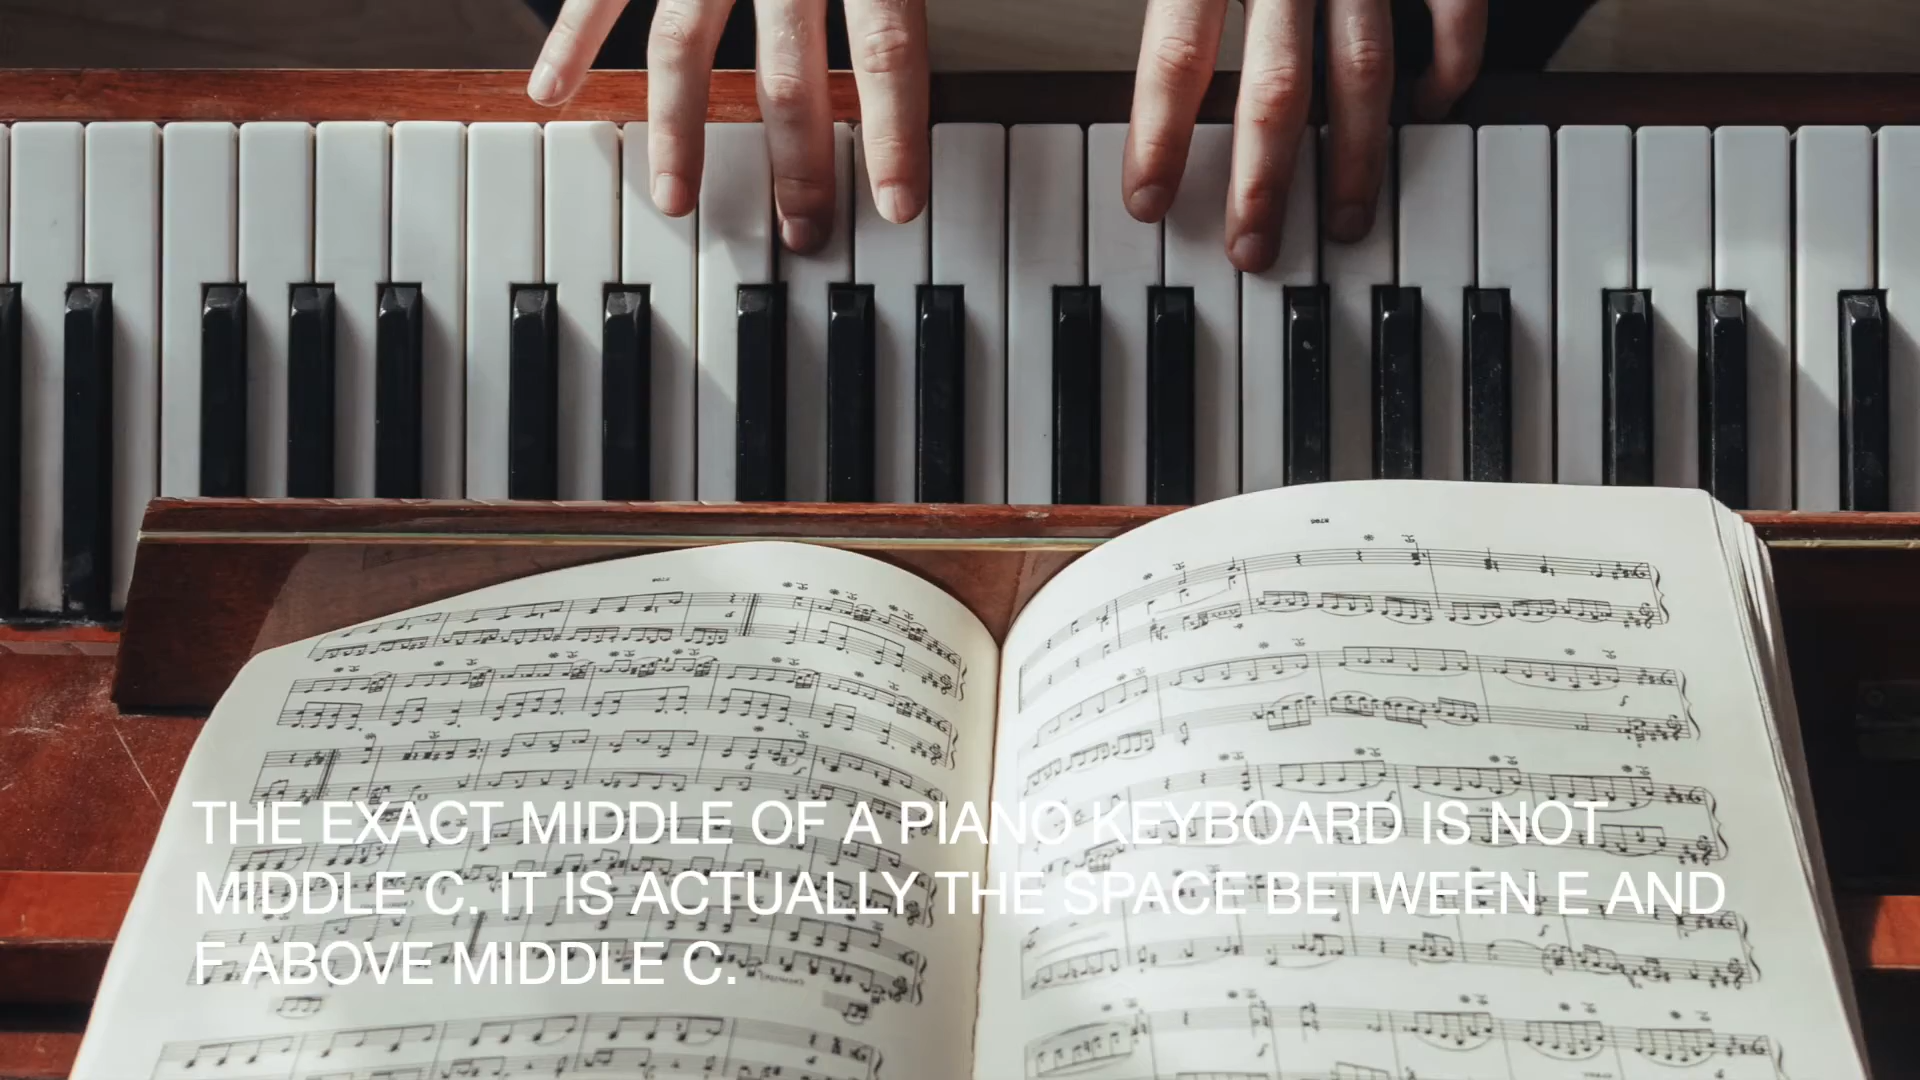 THE EXACT MIDDLE OF A PIANO KEYBOARD IS NOT
MIDDLE C. IT IS ACTUALLY THE SPACE BETWEEN E AND
F ABOVE MIDDLE C.